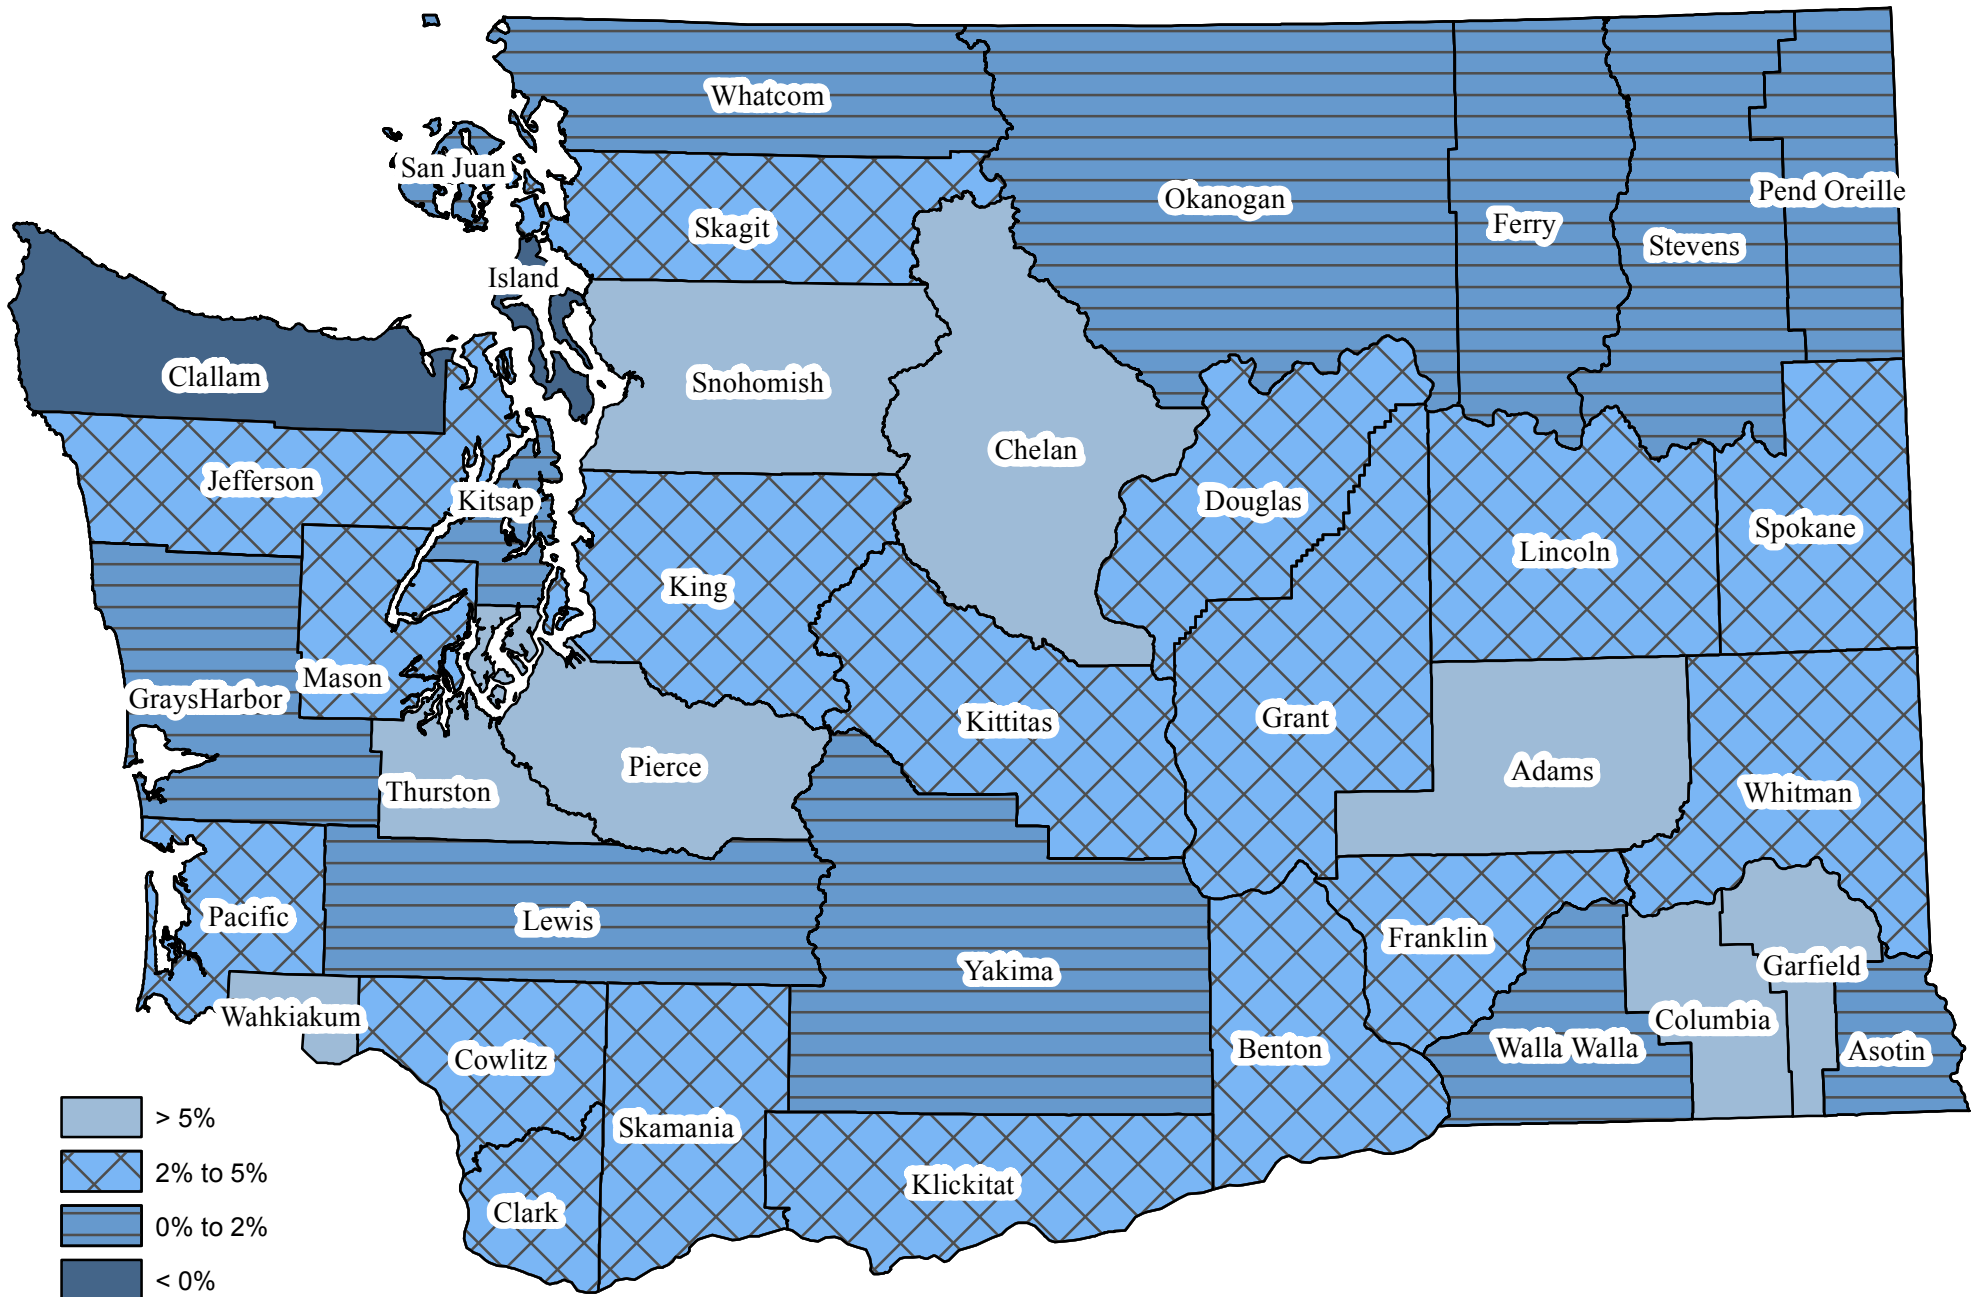 Whatcom
San Juan
Okanogan
Pend Oreille
Skagit
Ferry
Stevens
Island
Clallam
Snohomish
Chelan
Jefferson
Kitsap
Douglas
Spokane
Lincoln
King
Mason
GraysHarbor
Kittitas
Grant
Pierce
Adams
Thurston
Whitman
Pacific
Lewis
Franklin
Yakima
Garfield
Wahkiakum
Columbia
Cowlitz
Benton
Walla Walla
Asotin
Skamania
Klickitat
Clark
> 5%
2% to 5%
0% to 2%
< 0%